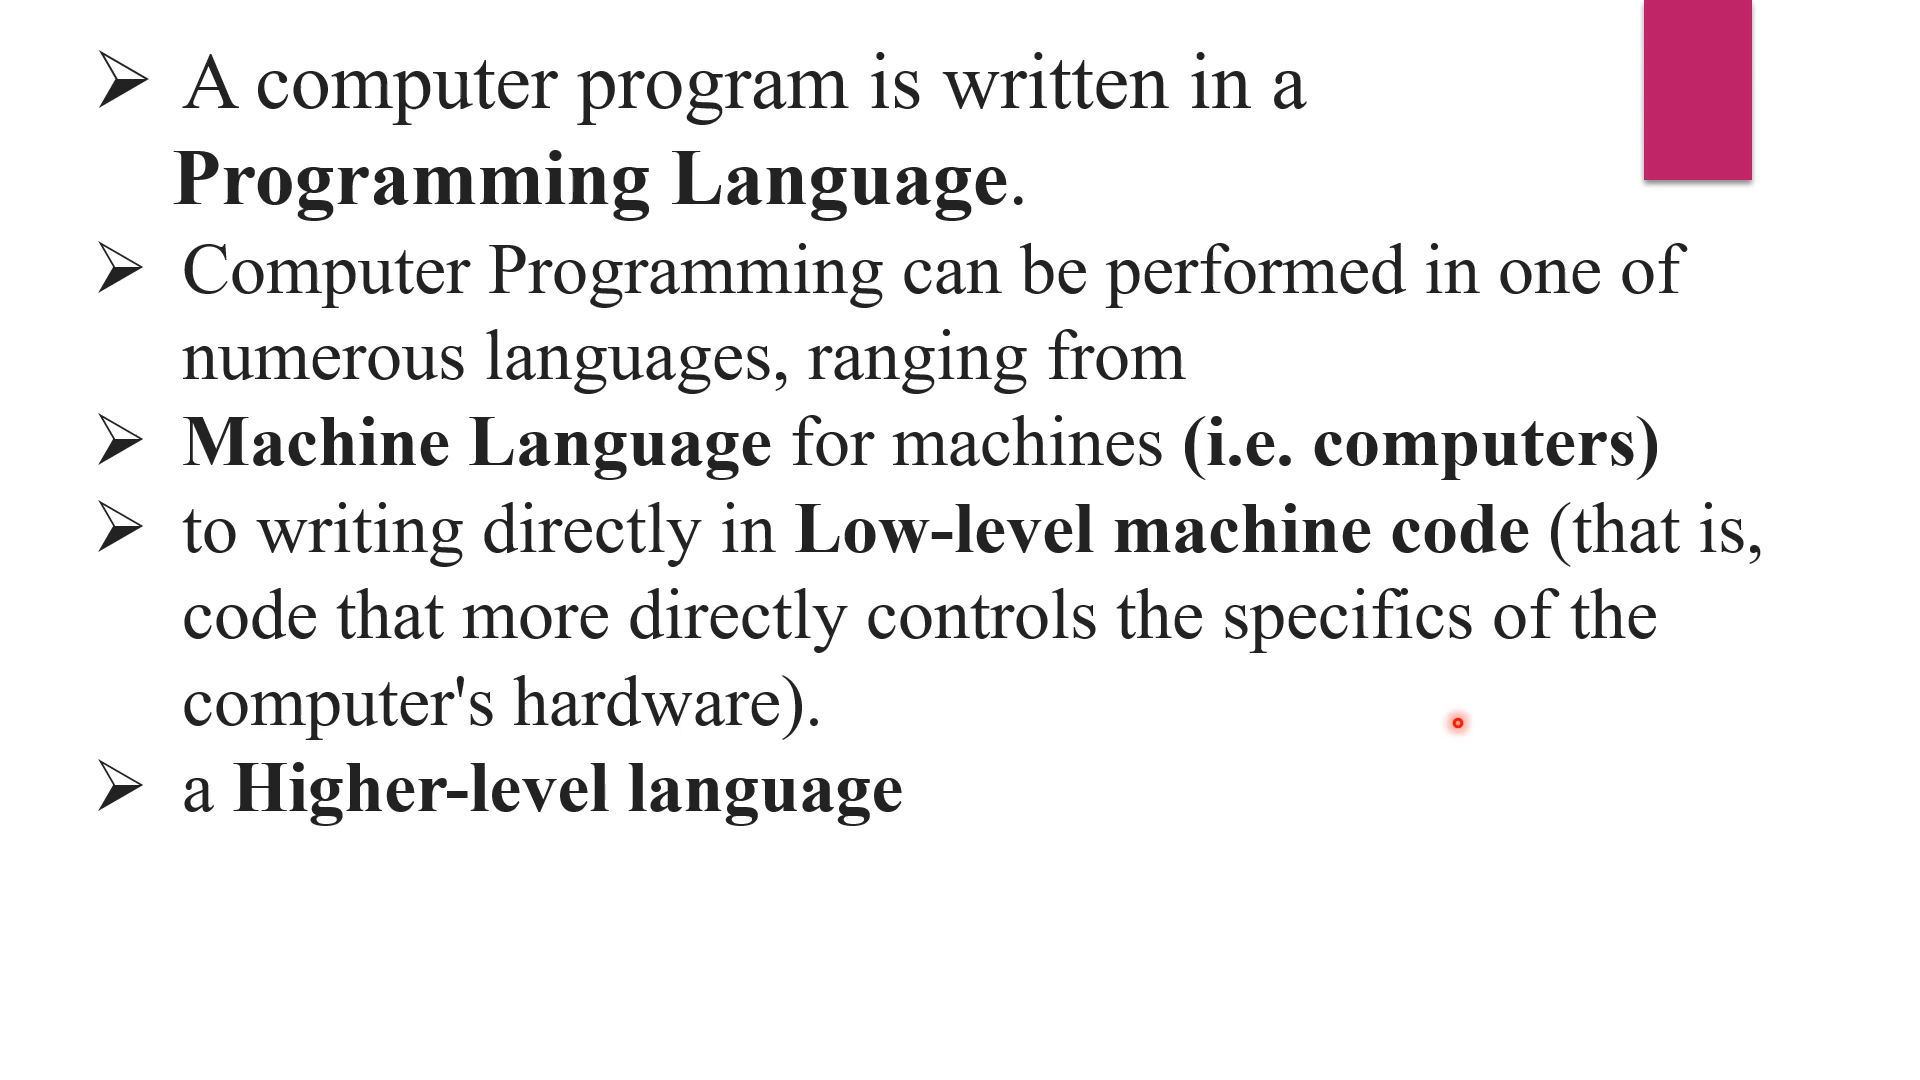 ➢ A computer program is written in a
Programming Language.
➢ Computer Programming can be performed in one of
numerous languages, ranging from
➢ Machine Language for machines (i.e. computers)
➢ to writing directly in Low-level machine code (that is,
code that more directly controls the specifics of the
computer's hardware).
➢ a Higher-level language